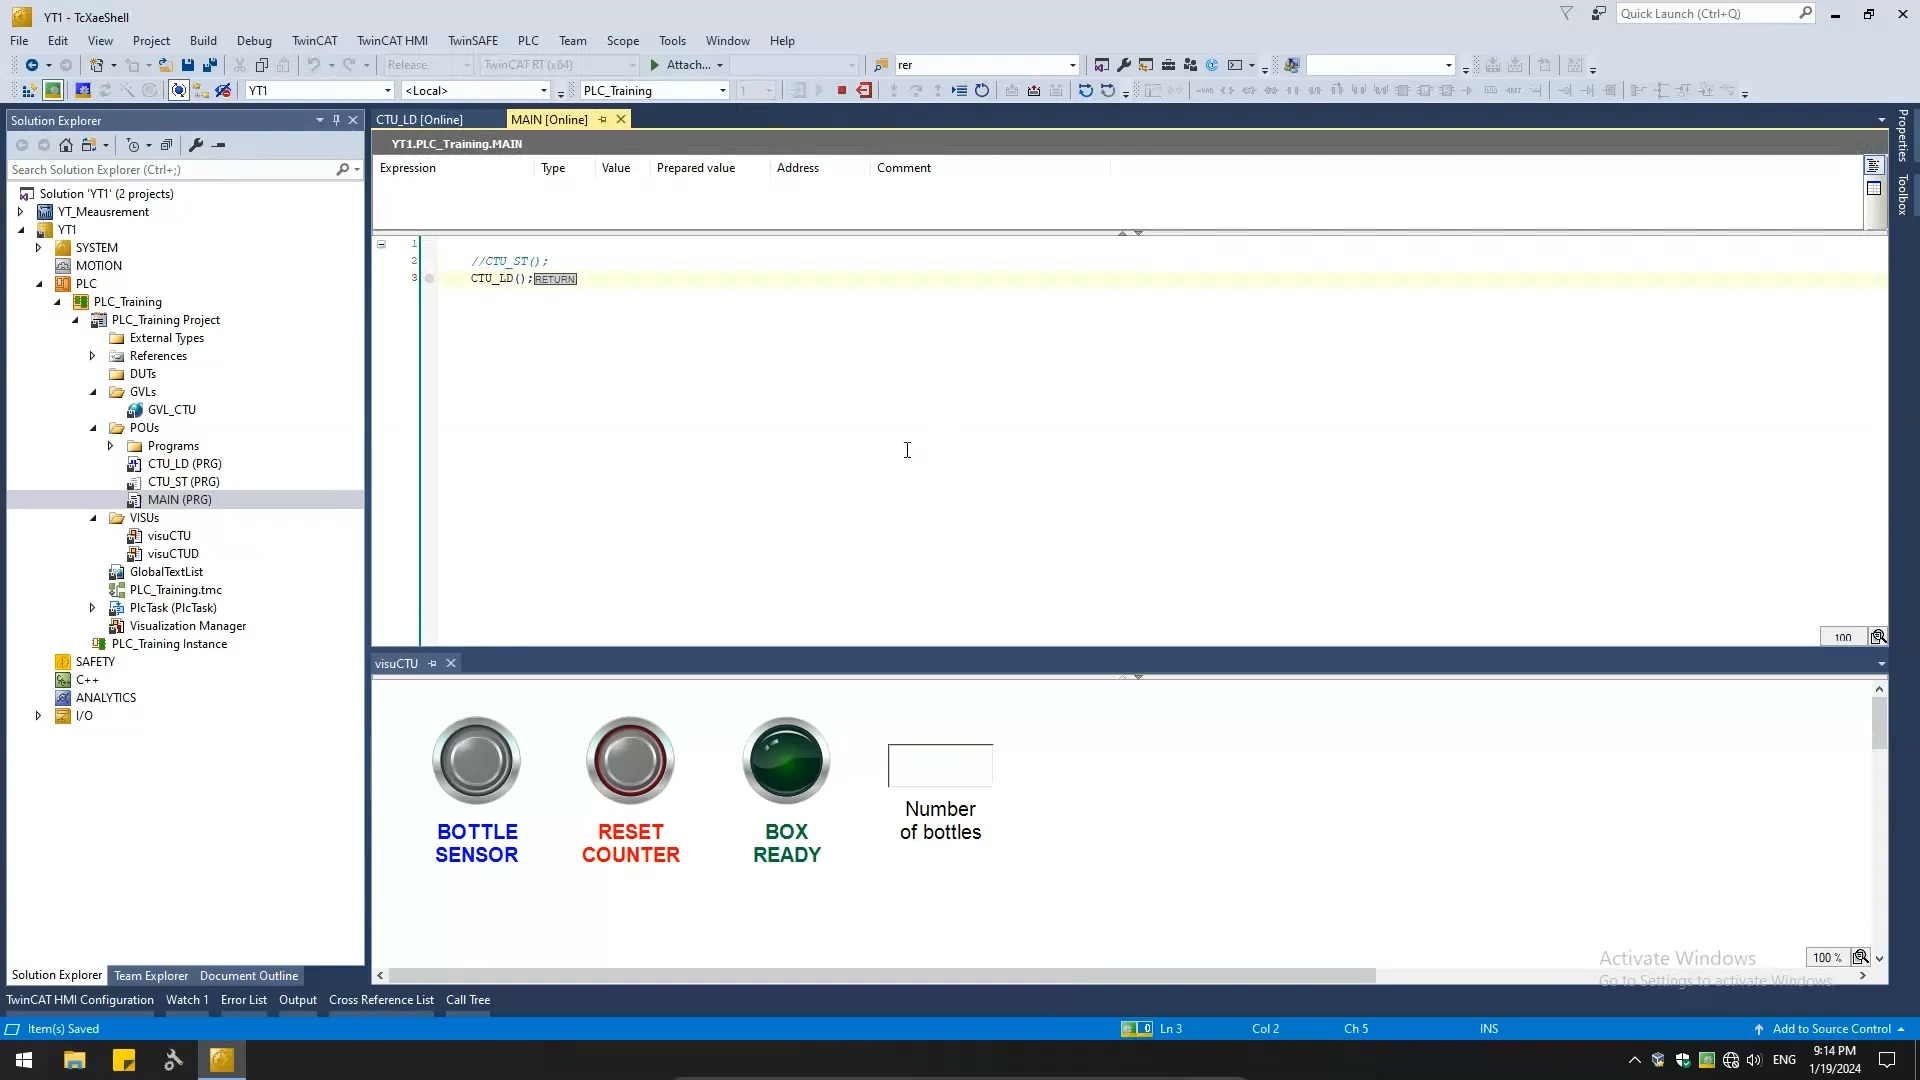 YT1 - TcXaeShell
Quick Launch (Ctrl+Q)
File Edit View Project Build Debug TwinCAT TwinCAT HMI TwinSAFE PLC Team Scope Tools Window Help
Release TwinCAT RT (x64) Attach... rer
YT1 <Local> PLC_Training 1
Solution Explorer
CTU_LD [Online] MAIN [Online]
YT1.PLC_Training.MAIN
Expression Type Value Prepared value Address Comment
Search Solution Explorer (Ctrl+;)
Solution 'YT1' (2 projects)
YT_Meausrement
YT1
SYSTEM
MOTION
PLC
PLC_Training
PLC_Training Project
External Types
References
DUTs
GVLs
GVL_CTU
POUs
Programs
CTU_LD (PRG)
CTU_ST (PRG)
MAIN (PRG)
VISUs
visuCTU
visuCTUD
GlobalTextList
PLC_Training.tmc
PlcTask (PlcTask)
Visualization Manager
PLC_Training Instance
SAFETY
C++
ANALYTICS
I/O
1
2 //CTU_ST();
3 CTU_LD();RETURN
100
Properties
Toolbox
visuCTU
BOTTLE
SENSOR
RESET
COUNTER
BOX
READY
Number
of bottles
Activate Windows
Go to Settings to activate Windows.
100 %
Solution Explorer Team Explorer Document Outline
TwinCAT HMI Configuration Watch 1 Error List Output Cross Reference List Call Tree
Item(s) Saved 0 Ln 3 Col 2 Ch 5 INS Add to Source Control
ENG
9:14 PM
1/19/2024